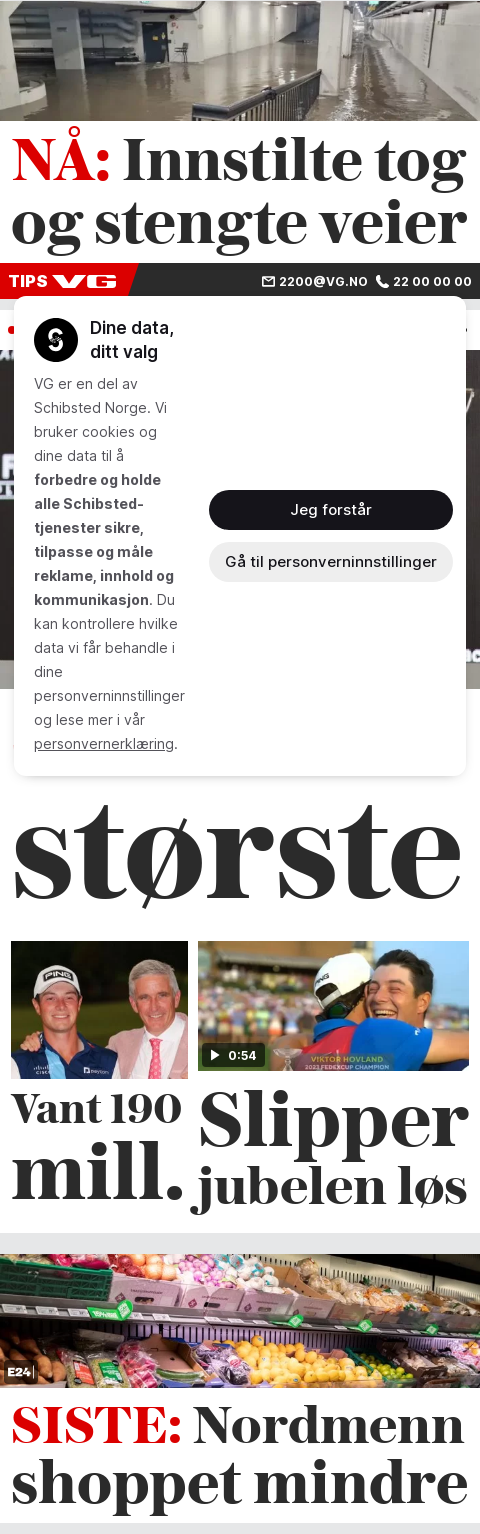 NÅ: Innstilte tog
og stengte veier
TIPS VG 2200@VG.NO 22 00 00 00
Dine data,
ditt valg
VG er en del av
Schibsted Norge. Vi
bruker cookies og
dine data til å
forbedre og holde
alle Schibsted-
tjenester sikre,
tilpasse og måle
reklame, innhold og
kommunikasjon. Du
kan kontrollere hvilke
data vi får behandle i
dine
personverninnstillinger
og lese mer i vår
personvernerklæring.
Jeg forstår
Gå til personverninnstillinger
største
PING
PING
0:54
VIKTOR HOVLAND
2023 FEDEXCUP CHAMPION
Vant 190
mill.
Slipper
jubelen løs
E24
SISTE: Nordmenn
shoppet mindre